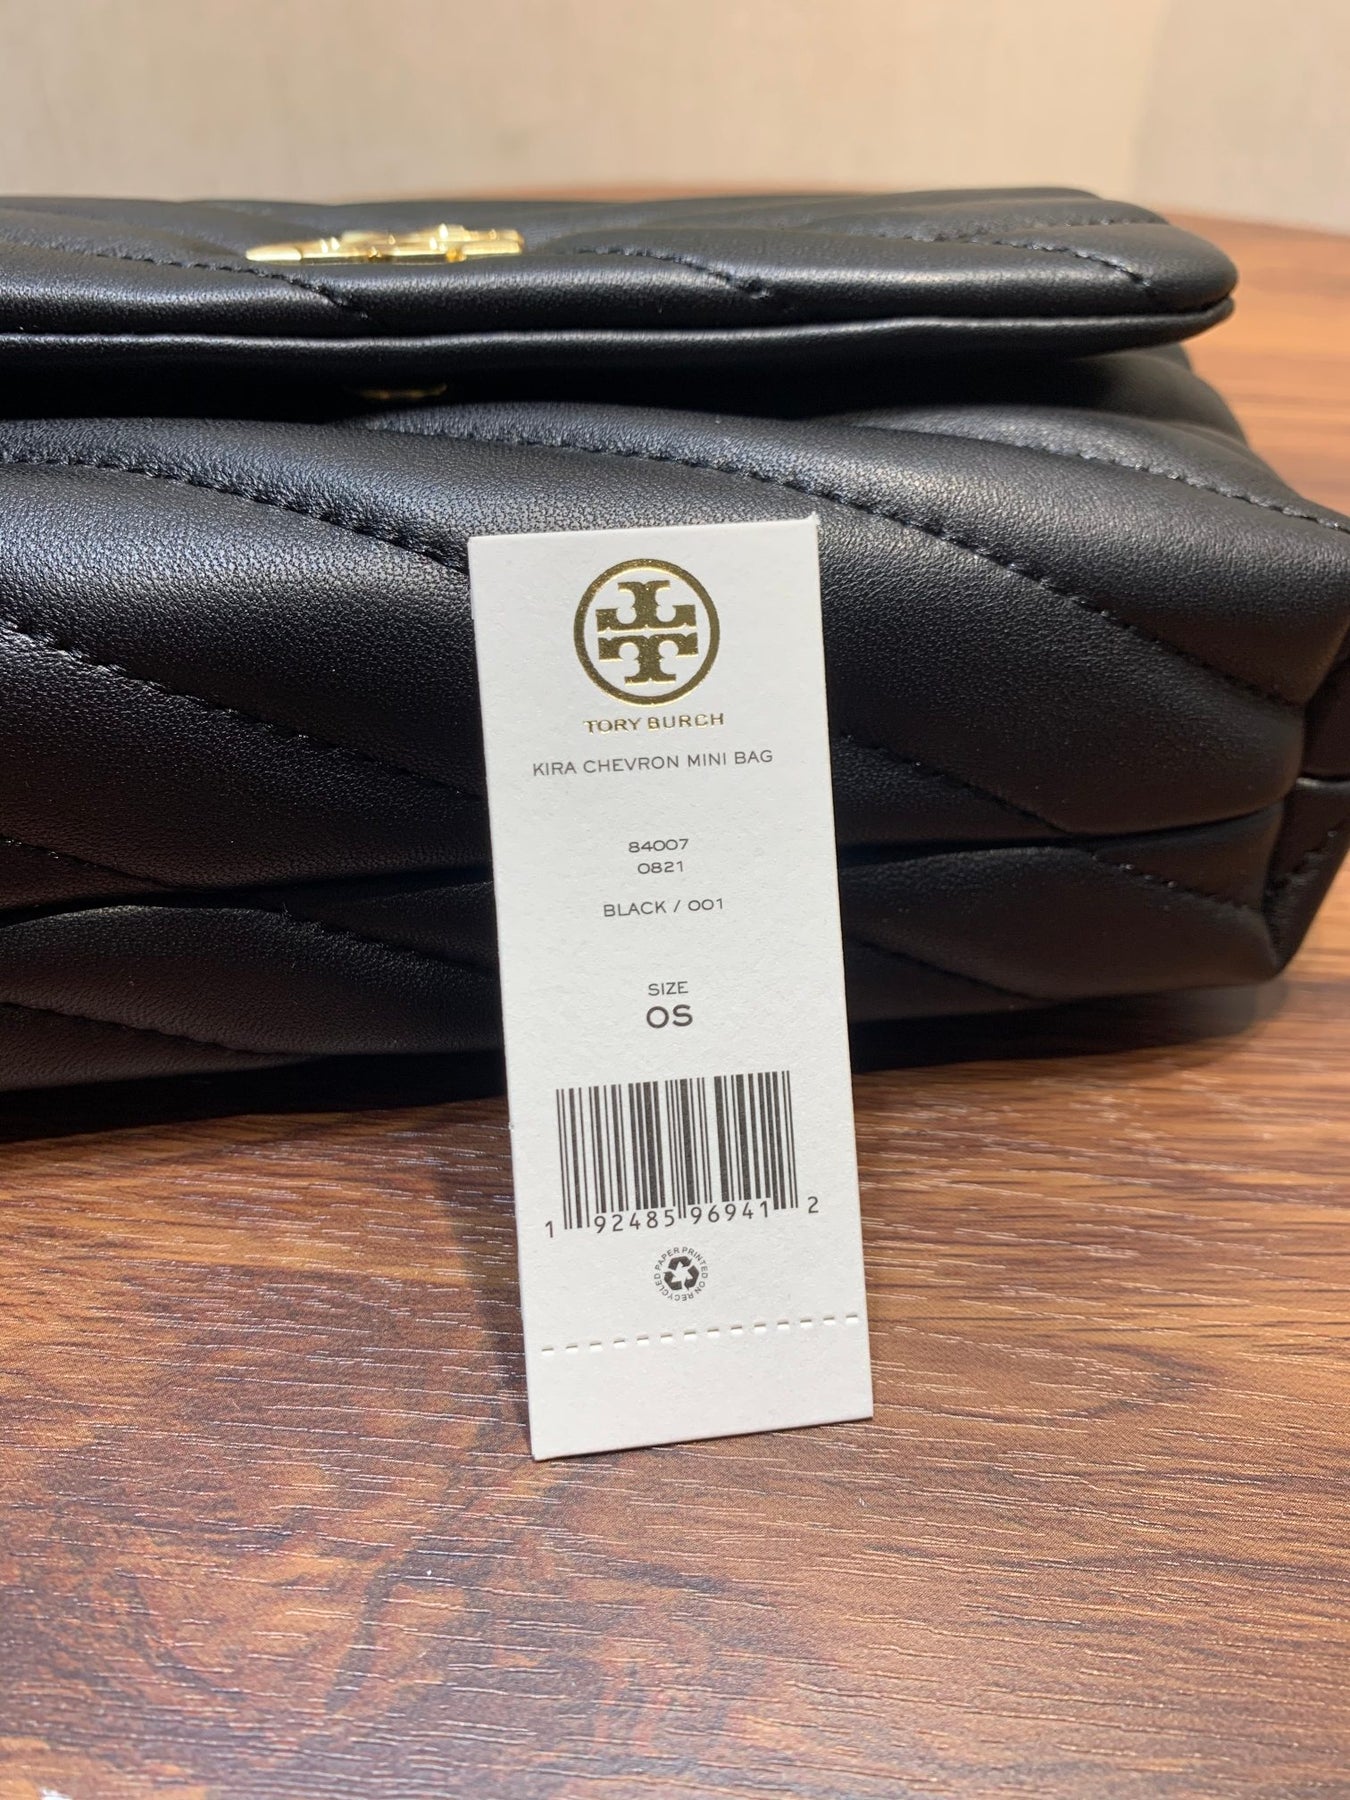 TORY BURCH
KIRA CHEVRON MINI BAG
84007
0821
BLACK / 001
SIZE
OS
1 92485 96941 2
PAPER PRINTED ON RECYCLED